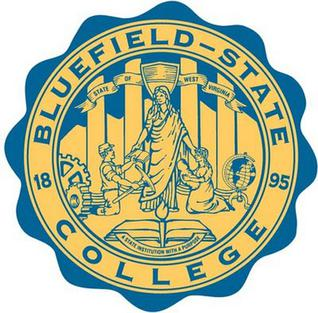 BLUEFIELD-STATE
STATE OF WEST VIRGINIA
18 95
A STATE INSTITUTION WITH A PURPOSE
COLLEGE